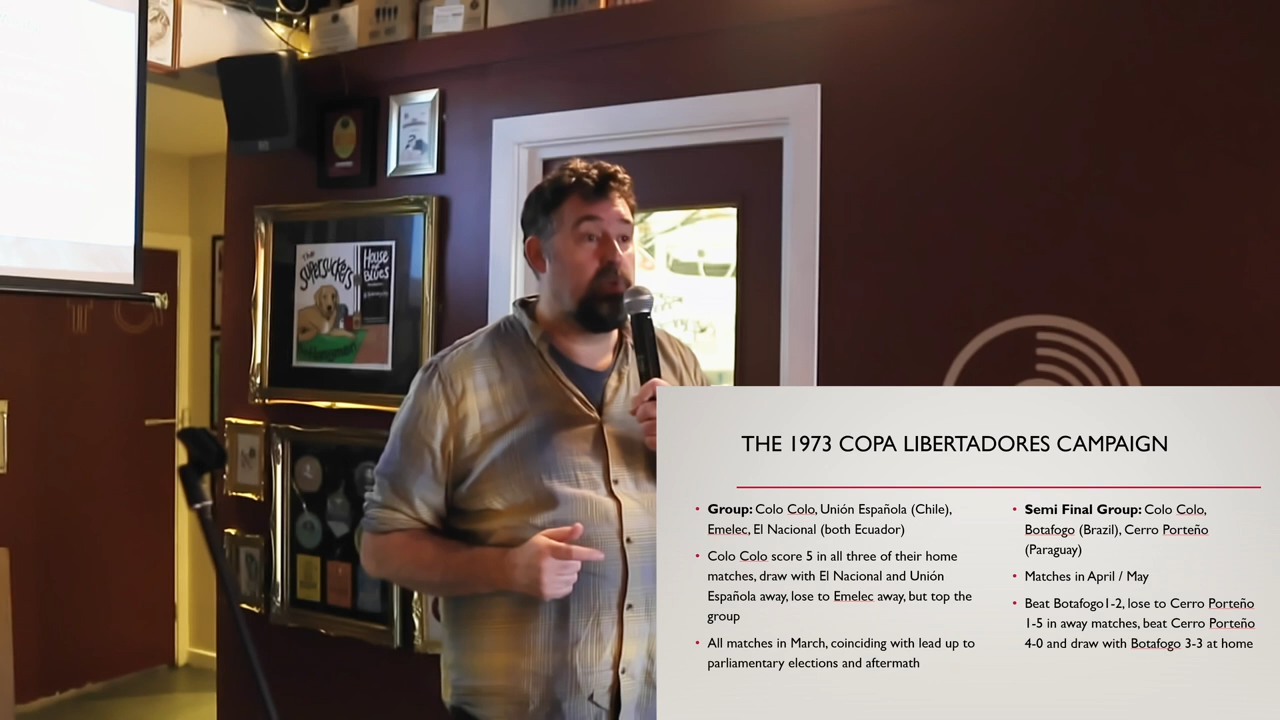 The
SUPERSUCKERS
HOUSE
OF
BLUES
THE 1973 COPA LIBERTADORES CAMPAIGN
• Group: Colo Colo, Unión Española (Chile),
Emelec, El Nacional (both Ecuador)
• Colo Colo score 5 in all three of their home
matches, draw with El Nacional and Unión
Española away, lose to Emelec away, but top the
group
• All matches in March, coinciding with lead up to
parliamentary elections and aftermath
• Semi Final Group: Colo Colo,
Botafogo (Brazil), Cerro Porteño
(Paraguay)
• Matches in April / May
• Beat Botafogo1-2, lose to Cerro Porteño
1-5 in away matches, beat Cerro Porteño
4-0 and draw with Botafogo 3-3 at home